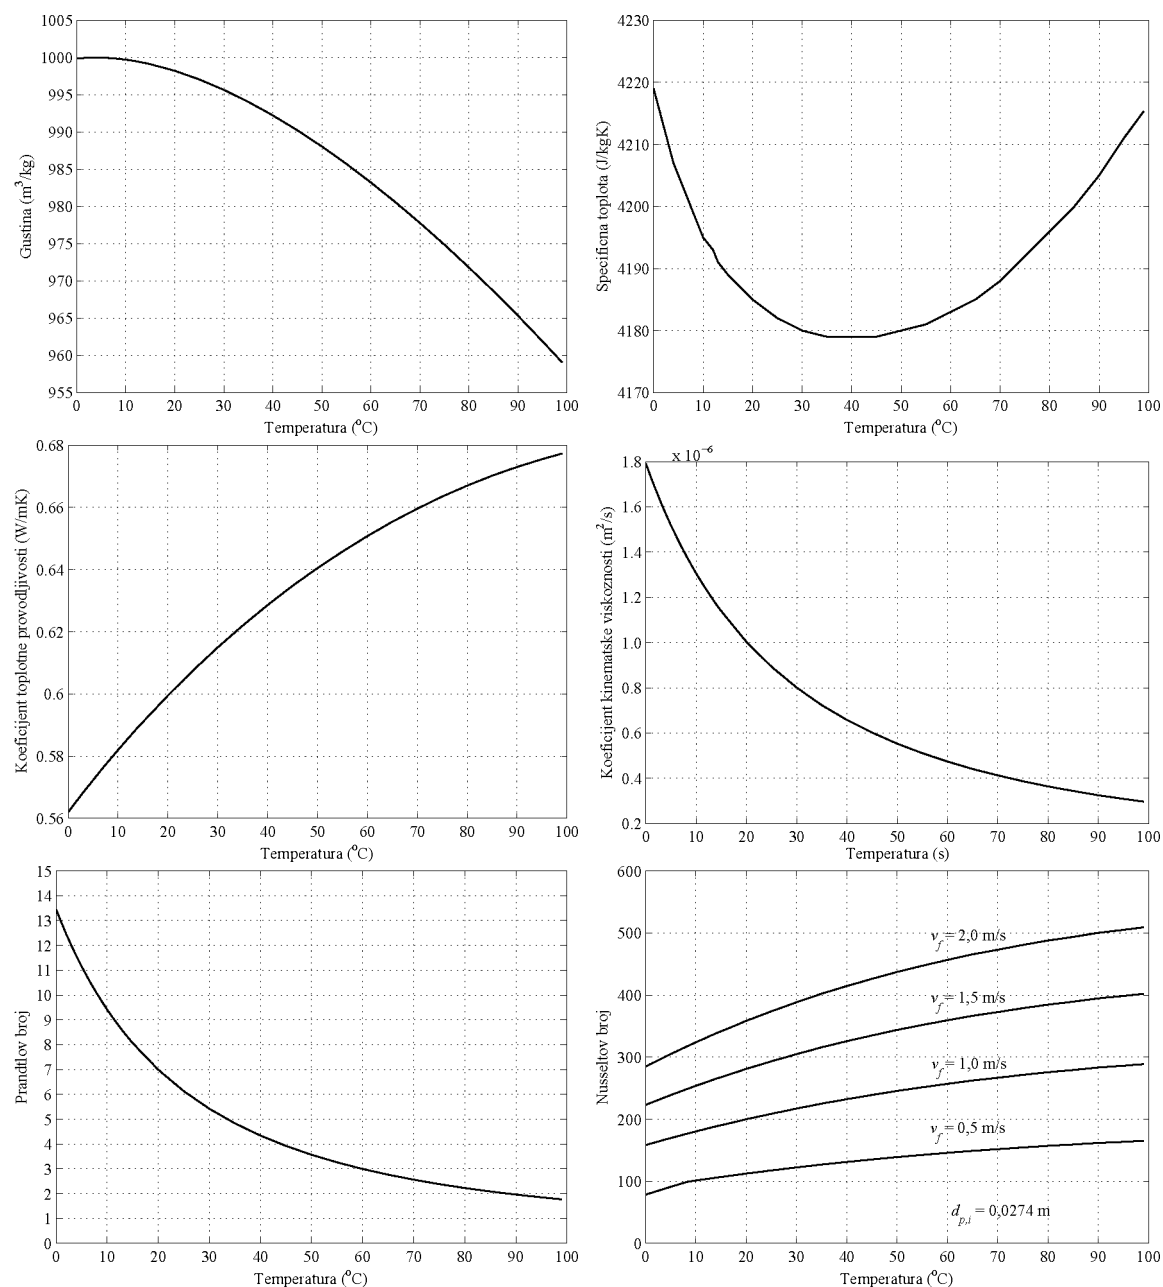 Gustina (m³/kg)
1005
1000
995
990
985
980
975
970
965
960
955
0 10 20 30 40 50 60 70 80 90 100
Temperatura (°C)
Specificna toplota (J/kgK)
4230
4220
4210
4200
4190
4180
4170
0 10 20 30 40 50 60 70 80 90 100
Temperatura (°C)
Koeficijent toplotne provodljivosti (W/mK)
0.68
0.66
0.64
0.62
0.6
0.58
0.56
0 10 20 30 40 50 60 70 80 90 100
Temperatura (°C)
Koeficijent kinematske viskoznosti (m²/s)
x 10⁻⁶
1.8
1.6
1.4
1.2
1.0
0.8
0.6
0.4
0.2
0 10 20 30 40 50 60 70 80 90 100
Temperatura (s)
Prandtlov broj
15
14
13
12
11
10
9
8
7
6
5
4
3
2
1
0
0 10 20 30 40 50 60 70 80 90 100
Temperatura (°C)
Nusseltov broj
600
500
400
300
200
100
0
v_f = 2,0 m/s
v_f = 1,5 m/s
v_f = 1,0 m/s
v_f = 0,5 m/s
d_p,i = 0,0274 m
0 10 20 30 40 50 60 70 80 90 100
Temperatura (°C)